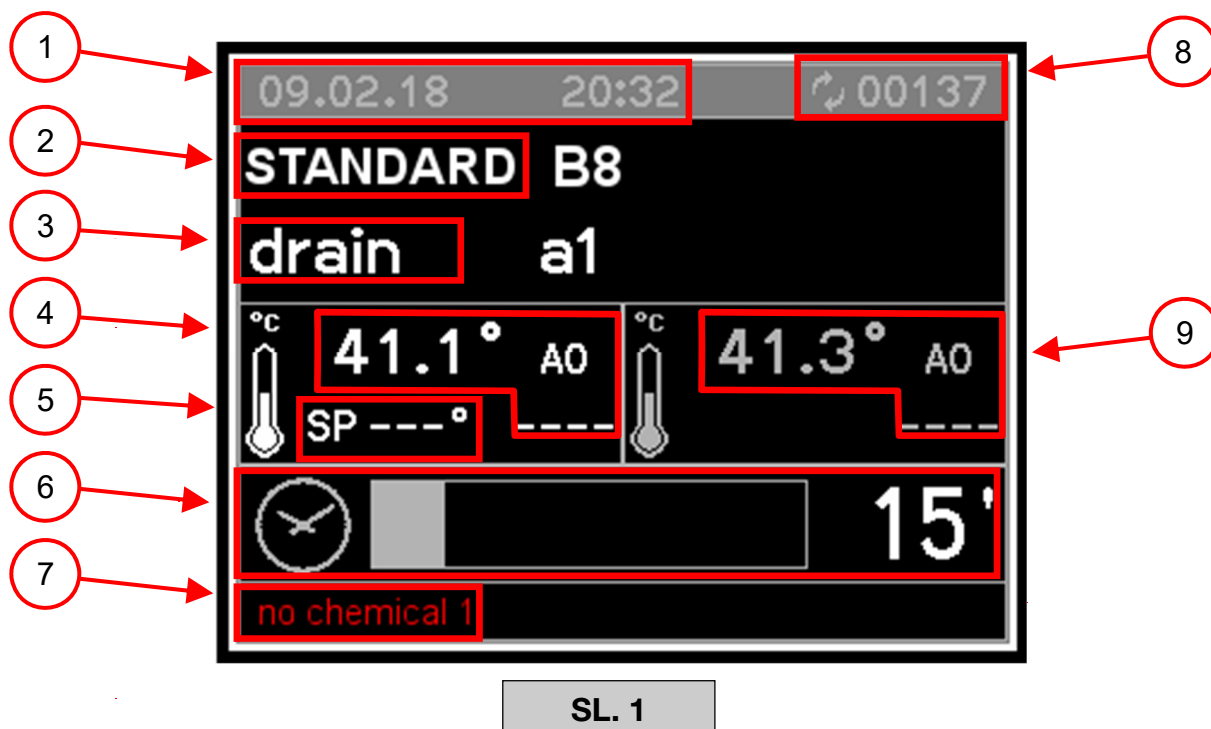 1
8
09.02.18 20:32 00137
2
STANDARD B8
3
drain a1
4
°C 41.1° A0
°C 41.3° A0
9
5
SP ---° ----
----
6
15'
7
no chemical 1
SL. 1